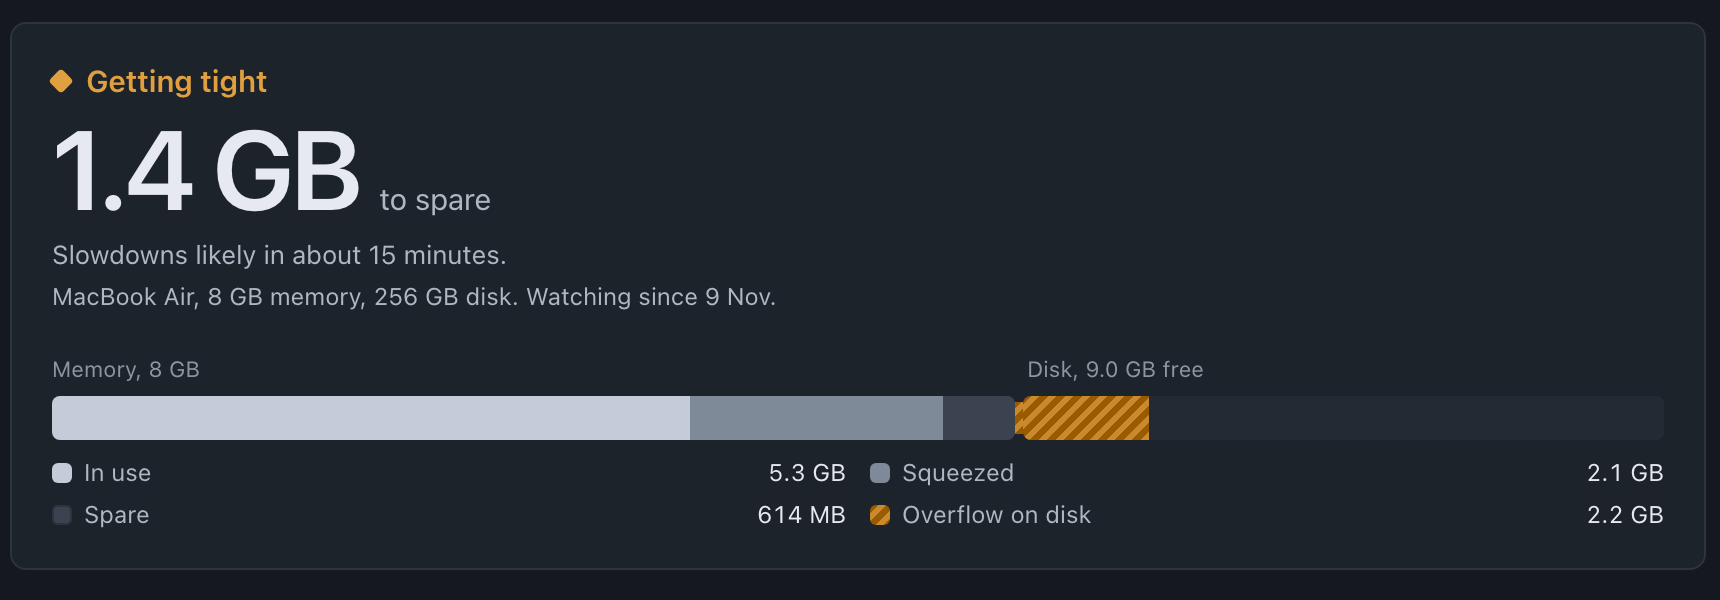 Getting tight
1.4 GB to spare
Slowdowns likely in about 15 minutes.
MacBook Air, 8 GB memory, 256 GB disk. Watching since 9 Nov.
Memory, 8 GB Disk, 9.0 GB free
In use 5.3 GB Squeezed 2.1 GB
Spare 614 MB Overflow on disk 2.2 GB